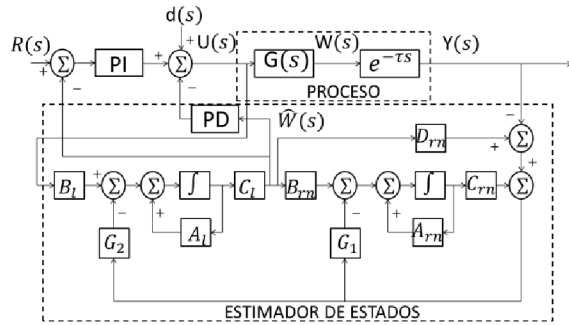 d(s)
R(s) + Σ PI + Σ + U(s) G(s) W(s) e^{-τs} Y(s)
− −
PROCESO
PD Ŵ(s)
D_{rn} + − Σ
+
B_l + Σ + Σ ∫ C_l B_{rn} Σ + Σ ∫ C_{rn} Σ
− + − +
A_l A_{rn}
G_2 G_1
ESTIMADOR DE ESTADOS